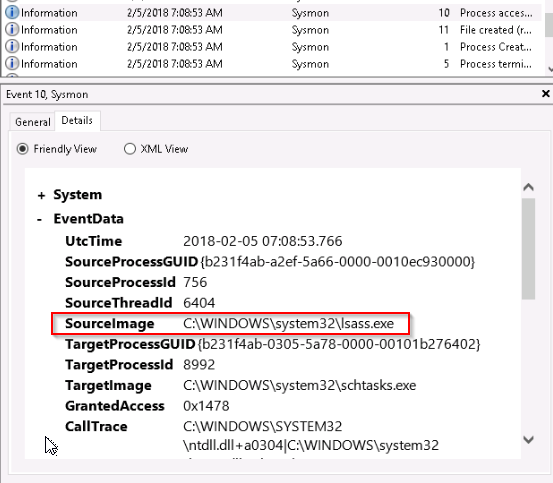 Information 2/5/2018 7:08:53 AM Sysmon 10 Process acces...
Information 2/5/2018 7:08:53 AM Sysmon 11 File created (r...
Information 2/5/2018 7:08:53 AM Sysmon 1 Process Creat...
Information 2/5/2018 7:08:53 AM Sysmon 5 Process termi...
Event 10, Sysmon
General Details
Friendly View XML View
+ System
- EventData
UtcTime 2018-02-05 07:08:53.766
SourceProcessGUID {b231f4ab-a2ef-5a66-0000-0010ec930000}
SourceProcessId 756
SourceThreadId 6404
SourceImage C:\WINDOWS\system32\lsass.exe
TargetProcessGUID {b231f4ab-0305-5a78-0000-00101b276402}
TargetProcessId 8992
TargetImage C:\WINDOWS\system32\schtasks.exe
GrantedAccess 0x1478
CallTrace C:\WINDOWS\SYSTEM32
\ntdll.dll+a0304|C:\WINDOWS\system32